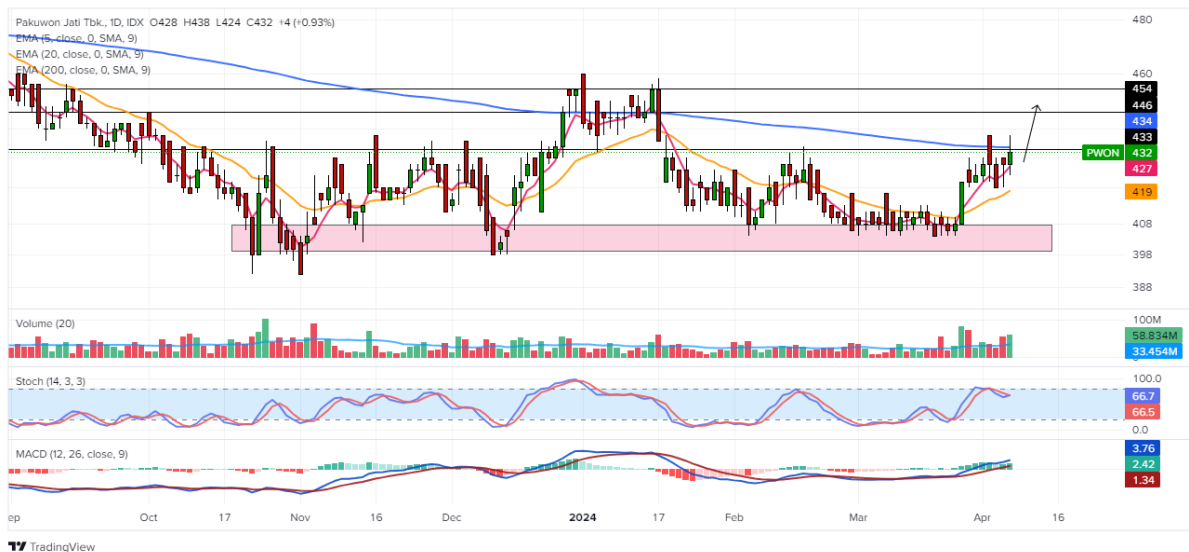 Pakuwon Jati Tbk., 1D, IDX O428 H438 L424 C432 +4 (+0.93%)
EMA (5, close, 0, SMA, 9)
EMA (20, close, 0, SMA, 9)
EMA (200, close, 0, SMA, 9)
480
460
454
446
434
433
PWON 432
427
419
408
398
388
Volume (20)
100M
58.834M
33.454M
Stoch (14, 3, 3)
100.0
66.7
66.5
0.0
MACD (12, 26, close, 9)
3.76
2.42
1.34
ep Oct 17 Nov 16 Dec 2024 17 Feb Mar Apr 16
TradingView